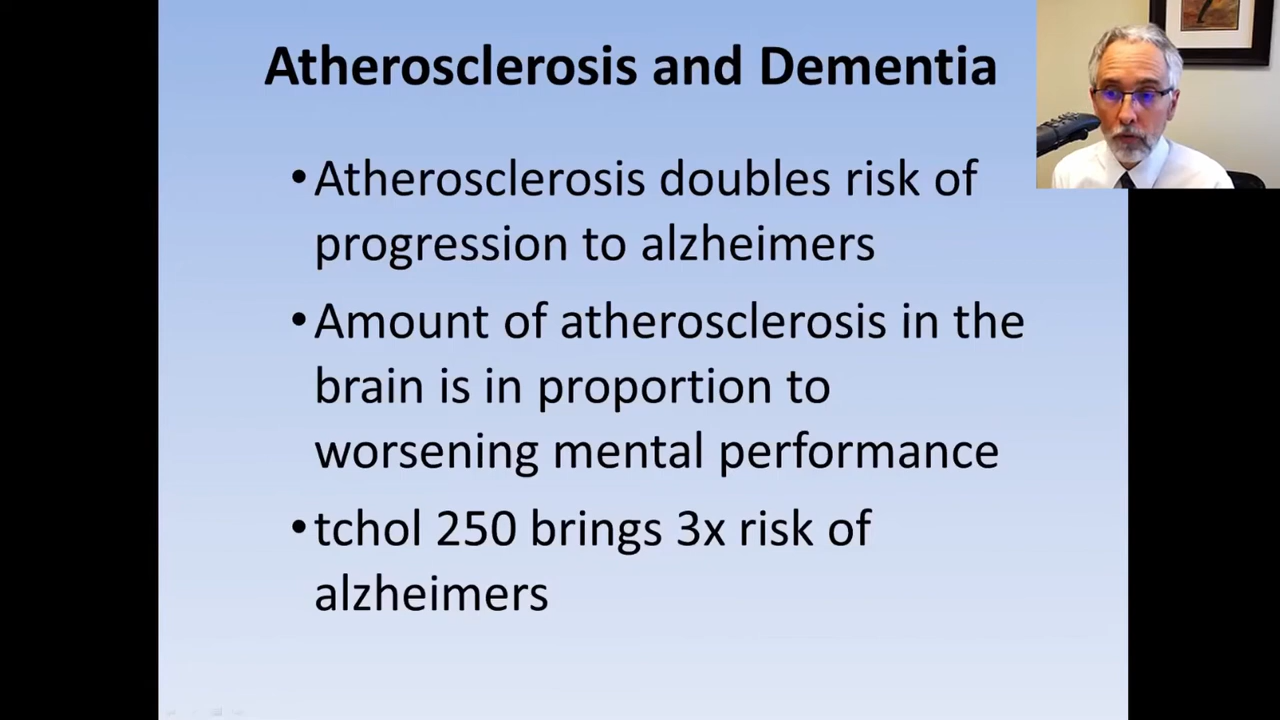 Atherosclerosis and Dementia
•Atherosclerosis doubles risk of
progression to alzheimers
•Amount of atherosclerosis in the
brain is in proportion to
worsening mental performance
•tchol 250 brings 3x risk of
alzheimers